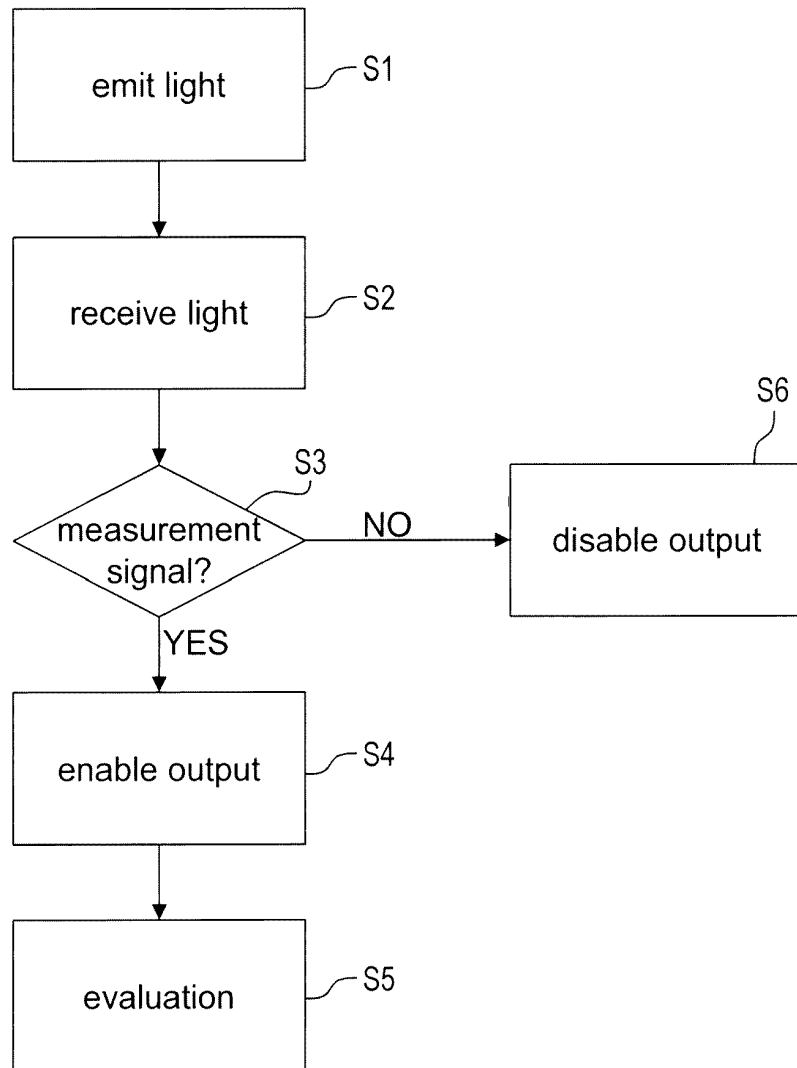 emit light
S1
receive light
S2
S6
S3
measurement
signal?
NO
disable output
YES
enable output
S4
evaluation
S5